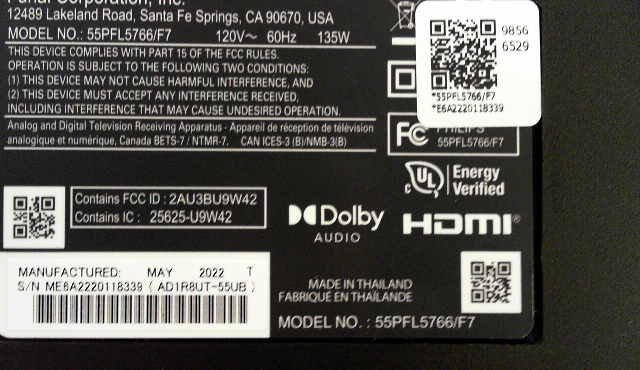 Funai Corporation, Inc.
12489 Lakeland Road, Santa Fe Springs, CA 90670, USA
MODEL NO.: 55PFL5766/F7 120V~ 60Hz 135W
THIS DEVICE COMPLIES WITH PART 15 OF THE FCC RULES.
OPERATION IS SUBJECT TO THE FOLLOWING TWO CONDITIONS:
(1) THIS DEVICE MAY NOT CAUSE HARMFUL INTERFERENCE, AND
(2) THIS DEVICE MUST ACCEPT ANY INTERFERENCE RECEIVED,
INCLUDING INTERFERENCE THAT MAY CAUSE UNDESIRED OPERATION.
Analog and Digital Television Receiving Apparatus - Appareil de réception de télévision
analogique et numérique, Canada BETS-7 / NTMR-7. CAN ICES-3 (B)/NMB-3(B)
9856
6529
*55PFL5766/F7
*E6A2220118339
FC PHILIPS
55PFL5766/F7
UL Energy
Verified
Contains FCC ID : 2AU3BU9W42
Contains IC : 25625-U9W42
Dolby
AUDIO
HDMI®
MANUFACTURED: MAY 2022 T
S/N ME6A2220118339 ( AD1R8UT-55UB )
MADE IN THAILAND
FABRIQUÉ EN THAÏLANDE
MODEL NO. : 55PFL5766/F7